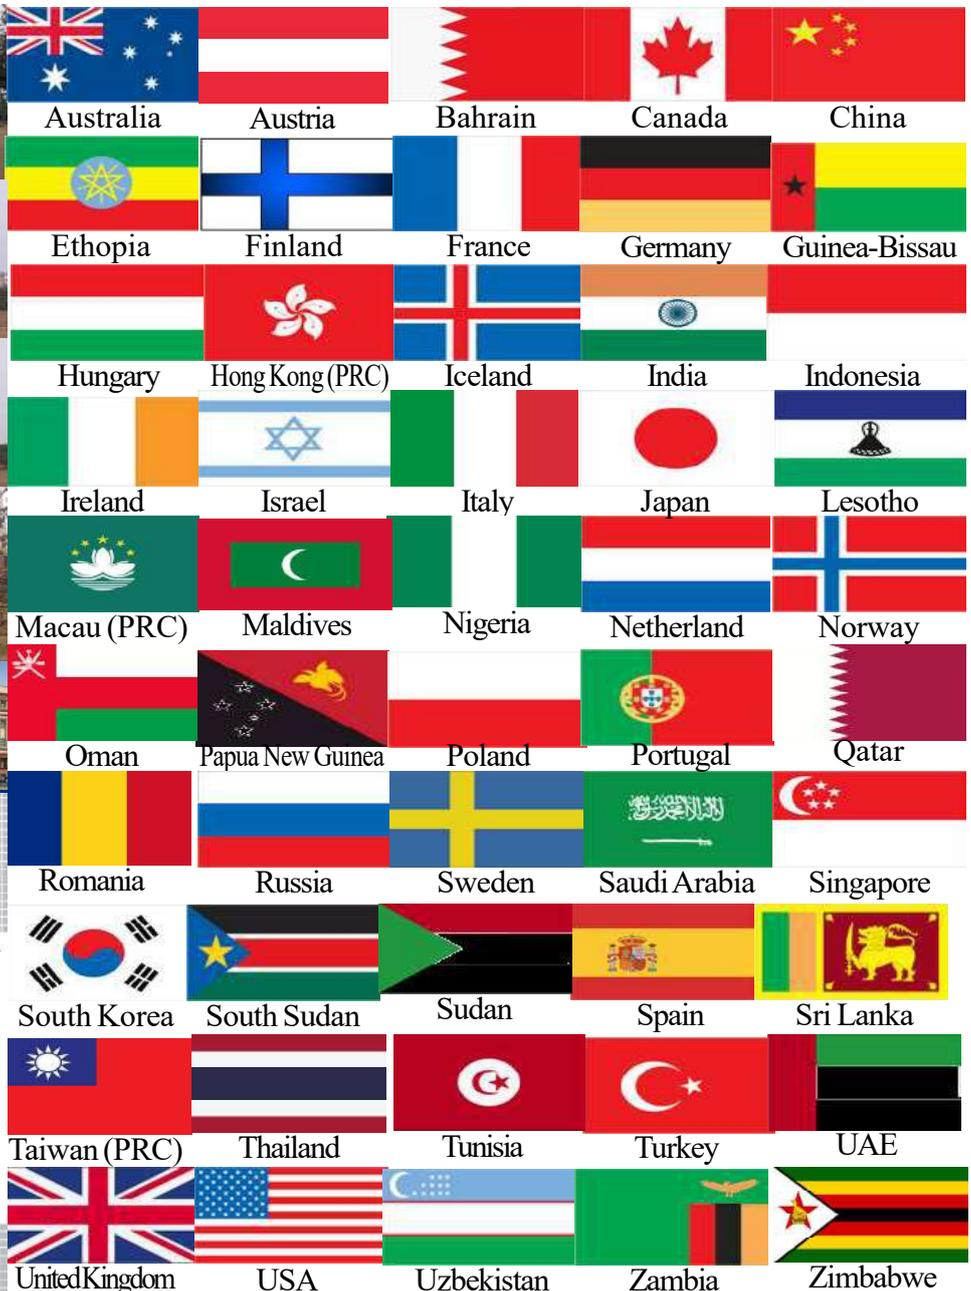 Australia Austria Bahrain Canada China
Ethopia Finland France Germany Guinea-Bissau
Hungary Hong Kong (PRC) Iceland India Indonesia
Ireland Israel Italy Japan Lesotho
Macau (PRC) Maldives Nigeria Netherland Norway
Oman Papua New Guinea Poland Portugal Qatar
Romania Russia Sweden Saudi Arabia Singapore
South Korea South Sudan Sudan Spain Sri Lanka
Taiwan (PRC) Thailand Tunisia Turkey UAE
United Kingdom USA Uzbekistan Zambia Zimbabwe